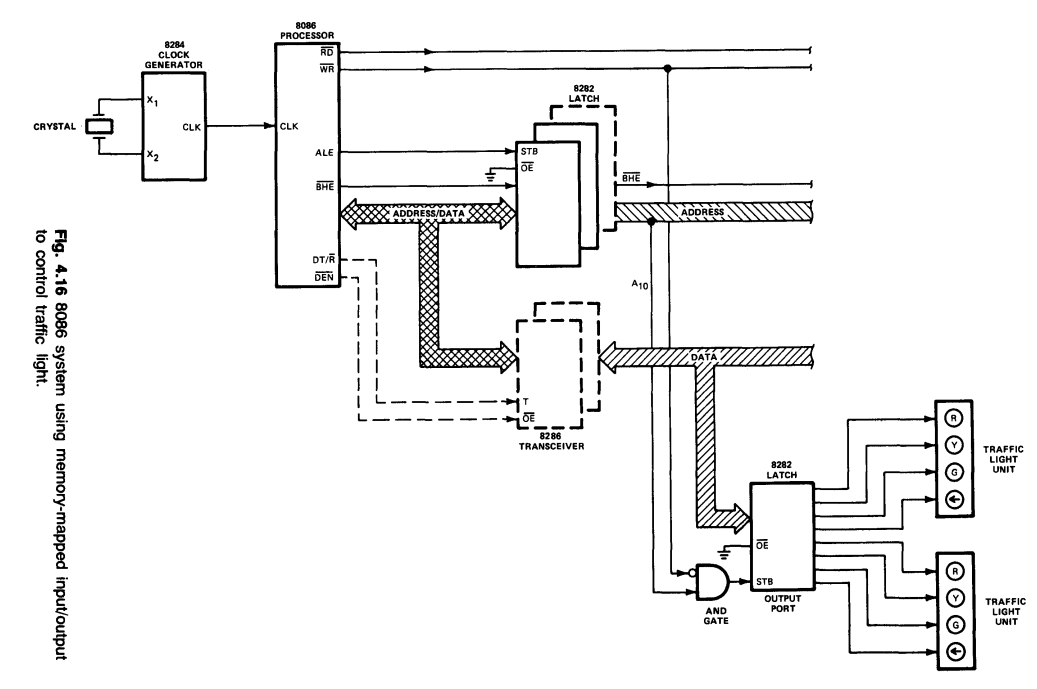 8086
PROCESSOR
8284
CLOCK
GENERATOR
CRYSTAL
X1
X2
CLK
CLK
RD
WR
ALE
BHE
DT/R
DEN
ADDRESS/DATA
8282
LATCH
STB
OE
BHE
ADDRESS
A10
DATA
T
OE
8286
TRANSCEIVER
8282
LATCH
OE
STB
OUTPUT
PORT
AND
GATE
R
Y
G
TRAFFIC
LIGHT
UNIT
R
Y
G
TRAFFIC
LIGHT
UNIT
Fig. 4.16 8086 system using memory-mapped input//output
to control traffic light.